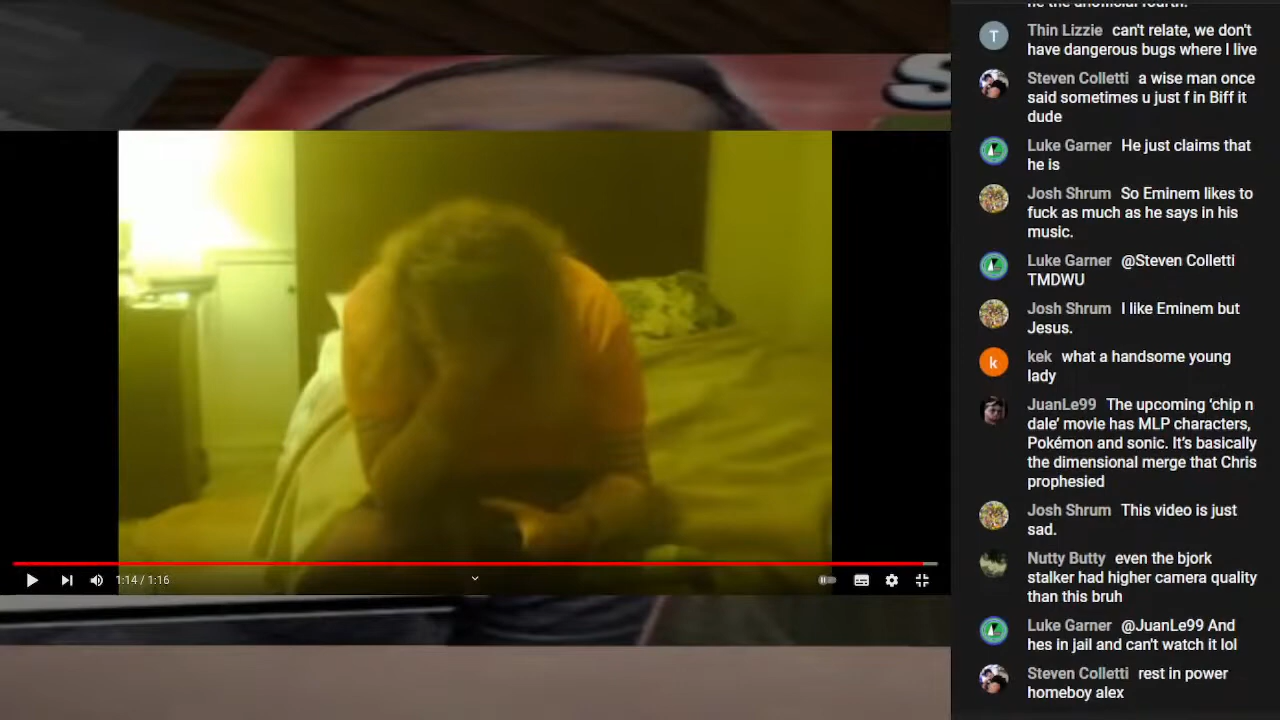 Thin Lizzie can't relate, we don't
have dangerous bugs where I live
Steven Colletti a wise man once
said sometimes u just f in Biff it
dude
Luke Garner He just claims that
he is
Josh Shrum So Eminem likes to
fuck as much as he says in his
music.
Luke Garner @Steven Colletti
TMDWU
Josh Shrum I like Eminem but
Jesus.
kek what a handsome young
lady
JuanLe99 The upcoming ‘chip n
dale’ movie has MLP characters,
Pokémon and sonic. It’s basically
the dimensional merge that Chris
prophesied
Josh Shrum This video is just
sad.
Nutty Butty even the bjork
stalker had higher camera quality
than this bruh
Luke Garner @JuanLe99 And
hes in jail and can't watch it lol
Steven Colletti rest in power
homeboy alex
T
k
S
1:14 / 1:16